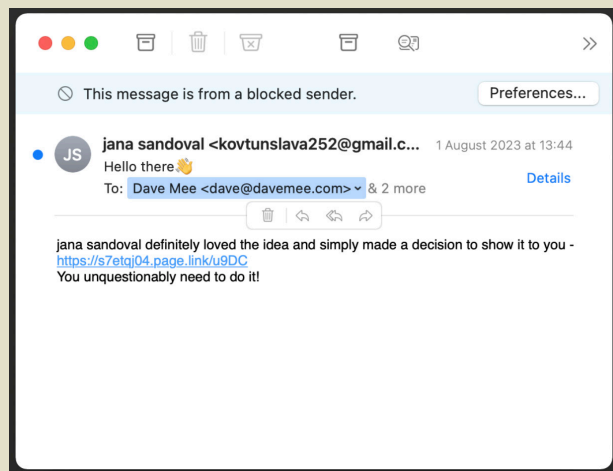 This message is from a blocked sender.
Preferences...
JS
jana sandoval <kovtunslava252@gmail.c...
1 August 2023 at 13:44
Hello there👋
To: Dave Mee <dave@davemee.com> & 2 more
Details
jana sandoval definitely loved the idea and simply made a decision to show it to you -
https://s7etqj04.page.link/u9DC
You unquestionably need to do it!